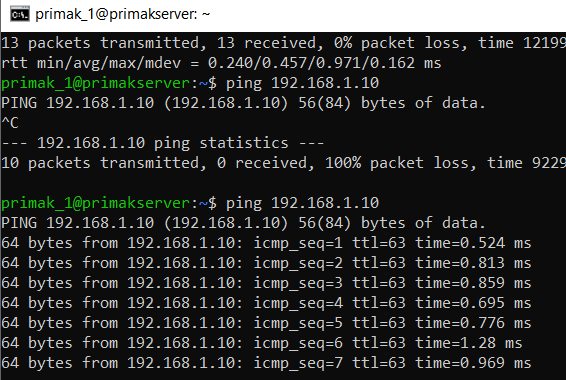 primak_1@primakserver: ~
13 packets transmitted, 13 received, 0% packet loss, time 12199
rtt min/avg/max/mdev = 0.240/0.457/0.971/0.162 ms
primak_1@primakserver:~$ ping 192.168.1.10
PING 192.168.1.10 (192.168.1.10) 56(84) bytes of data.
^C
--- 192.168.1.10 ping statistics ---
10 packets transmitted, 0 received, 100% packet loss, time 9229
primak_1@primakserver:~$ ping 192.168.1.10
PING 192.168.1.10 (192.168.1.10) 56(84) bytes of data.
64 bytes from 192.168.1.10: icmp_seq=1 ttl=63 time=0.524 ms
64 bytes from 192.168.1.10: icmp_seq=2 ttl=63 time=0.813 ms
64 bytes from 192.168.1.10: icmp_seq=3 ttl=63 time=0.859 ms
64 bytes from 192.168.1.10: icmp_seq=4 ttl=63 time=0.695 ms
64 bytes from 192.168.1.10: icmp_seq=5 ttl=63 time=0.776 ms
64 bytes from 192.168.1.10: icmp_seq=6 ttl=63 time=1.28 ms
64 bytes from 192.168.1.10: icmp_seq=7 ttl=63 time=0.969 ms